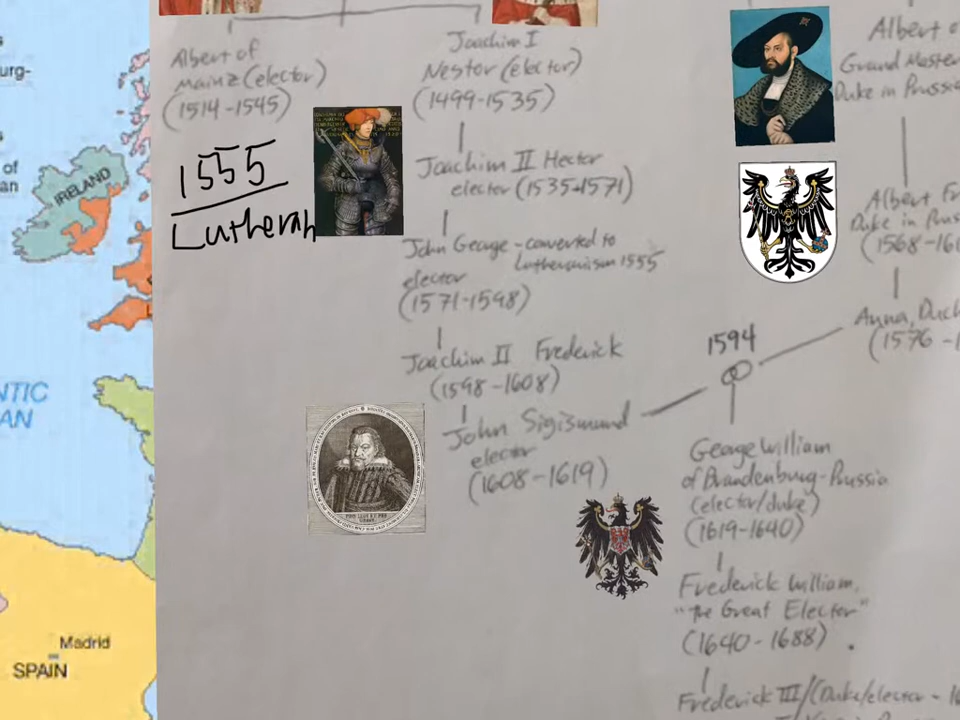 Albert of
Mainz (elector)
(1514-1545)
Joachim I
Nestor (elector)
(1499-1535)
1555
Lutheran
Joachim II Hector
elector (1535-1571)
John George - converted to
elector Lutheranism 1555
(1571-1598)
Joachim II Frederick
(1598-1608)
John Sigismund
elector
(1608-1619)
Albert o
Grand Master
Duke in Prussia
Albert Fr
Duke in Prus
(1568-16
Anna, Duch
(1576-1
1594
George William
of Brandenburg-Prussia
(elector/duke)
(1619-1640)
Frederick William,
"The Great Elector"
(1640-1688)
Frederick III/(Duke/elector-
urg-
of
an
IRELAND
NTIC
AN
Madrid
SPAIN